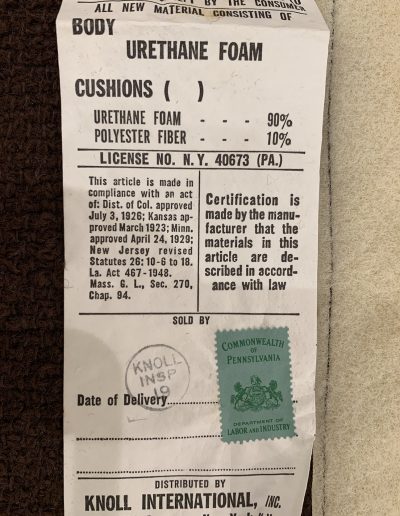 BY THE CONSUMER
ALL NEW MATERIAL CONSISTING OF
BODY
URETHANE FOAM
CUSHIONS ( )
URETHANE FOAM - - - 90%
POLYESTER FIBER - - - 10%
LICENSE NO. N.Y. 40673 (PA.)
This article is made in
compliance with an act
of: Dist. of Col. approved
July 3, 1926; Kansas ap-
proved March 1923; Minn.
approved April 24, 1929;
New Jersey revised
Statutes 26; 10-6 to 18.
La. Act 467-1948.
Mass. G. L., Sec. 270,
Chap. 94.
Certification is
made by the manu-
facturer that the
materials in this
article are de-
scribed in accord-
ance with law
SOLD BY
KNOLL
INSP
19
COMMONWEALTH
OF
PENNSYLVANIA
DEPARTMENT OF
LABOR AND INDUSTRY
Date of Delivery
DISTRIBUTED BY
KNOLL INTERNATIONAL, INC.